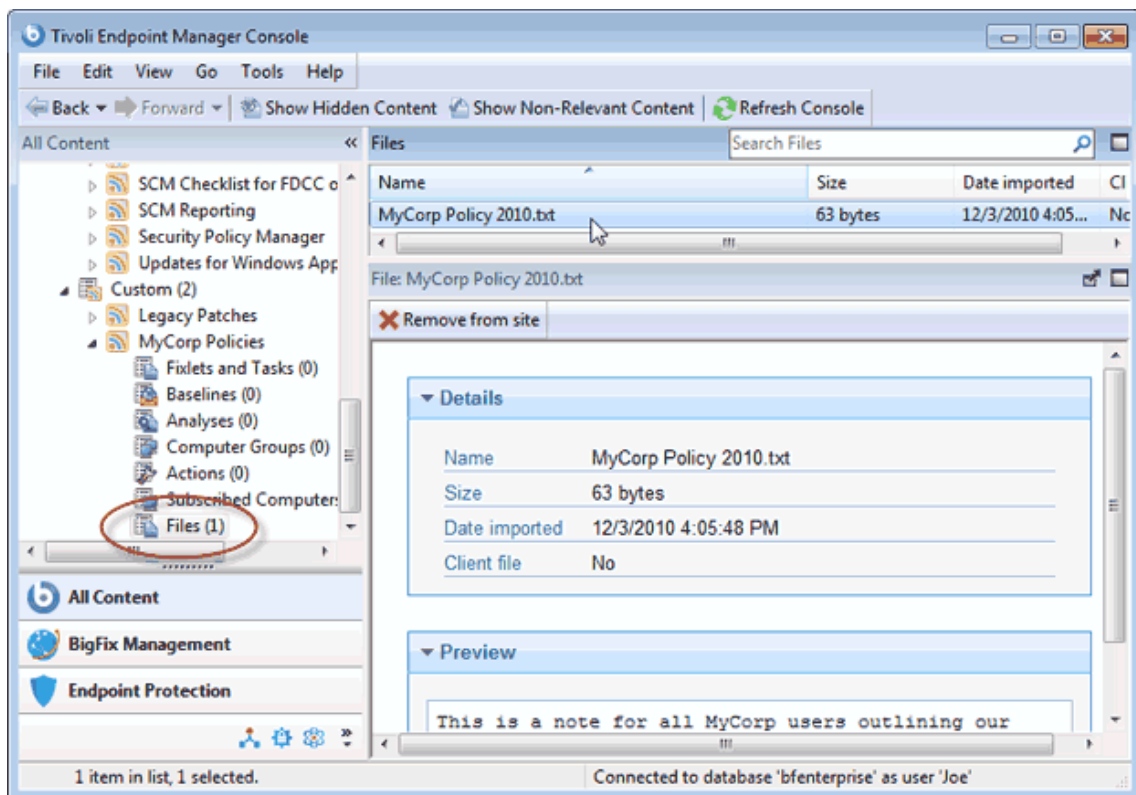 Tivoli Endpoint Manager Console
File Edit View Go Tools Help
Back Forward Show Hidden Content Show Non-Relevant Content Refresh Console
All Content
SCM Checklist for FDCC o
SCM Reporting
Security Policy Manager
Updates for Windows App
Custom (2)
Legacy Patches
MyCorp Policies
Fixlets and Tasks (0)
Baselines (0)
Analyses (0)
Computer Groups (0)
Actions (0)
Subscribed Computers
Files (1)
All Content
BigFix Management
Endpoint Protection
Files Search Files
Name Size Date imported Cl
MyCorp Policy 2010.txt 63 bytes 12/3/2010 4:05... No
File: MyCorp Policy 2010.txt
Remove from site
Details
Name MyCorp Policy 2010.txt
Size 63 bytes
Date imported 12/3/2010 4:05:48 PM
Client file No
Preview
This is a note for all MyCorp users outlining our
1 item in list, 1 selected. Connected to database 'bfenterprise' as user 'Joe'